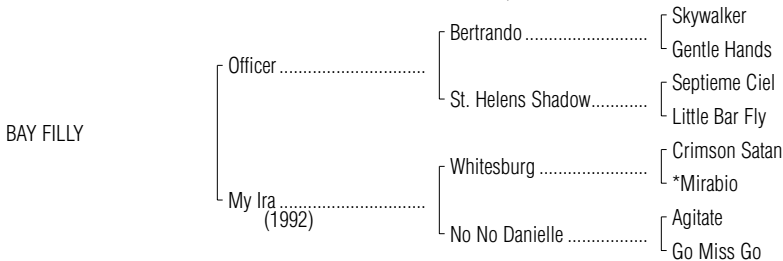 Skywalker
Bertrando ..............................
Gentle Hands
Officer ....................................
Septieme Ciel
St. Helens Shadow.............
Little Bar Fly
BAY FILLY
Crimson Satan
Whitesburg ..........................
*Mirabio
My Ira ....................................
(1992)
Agitate
No No Danielle ...................
Go Miss Go